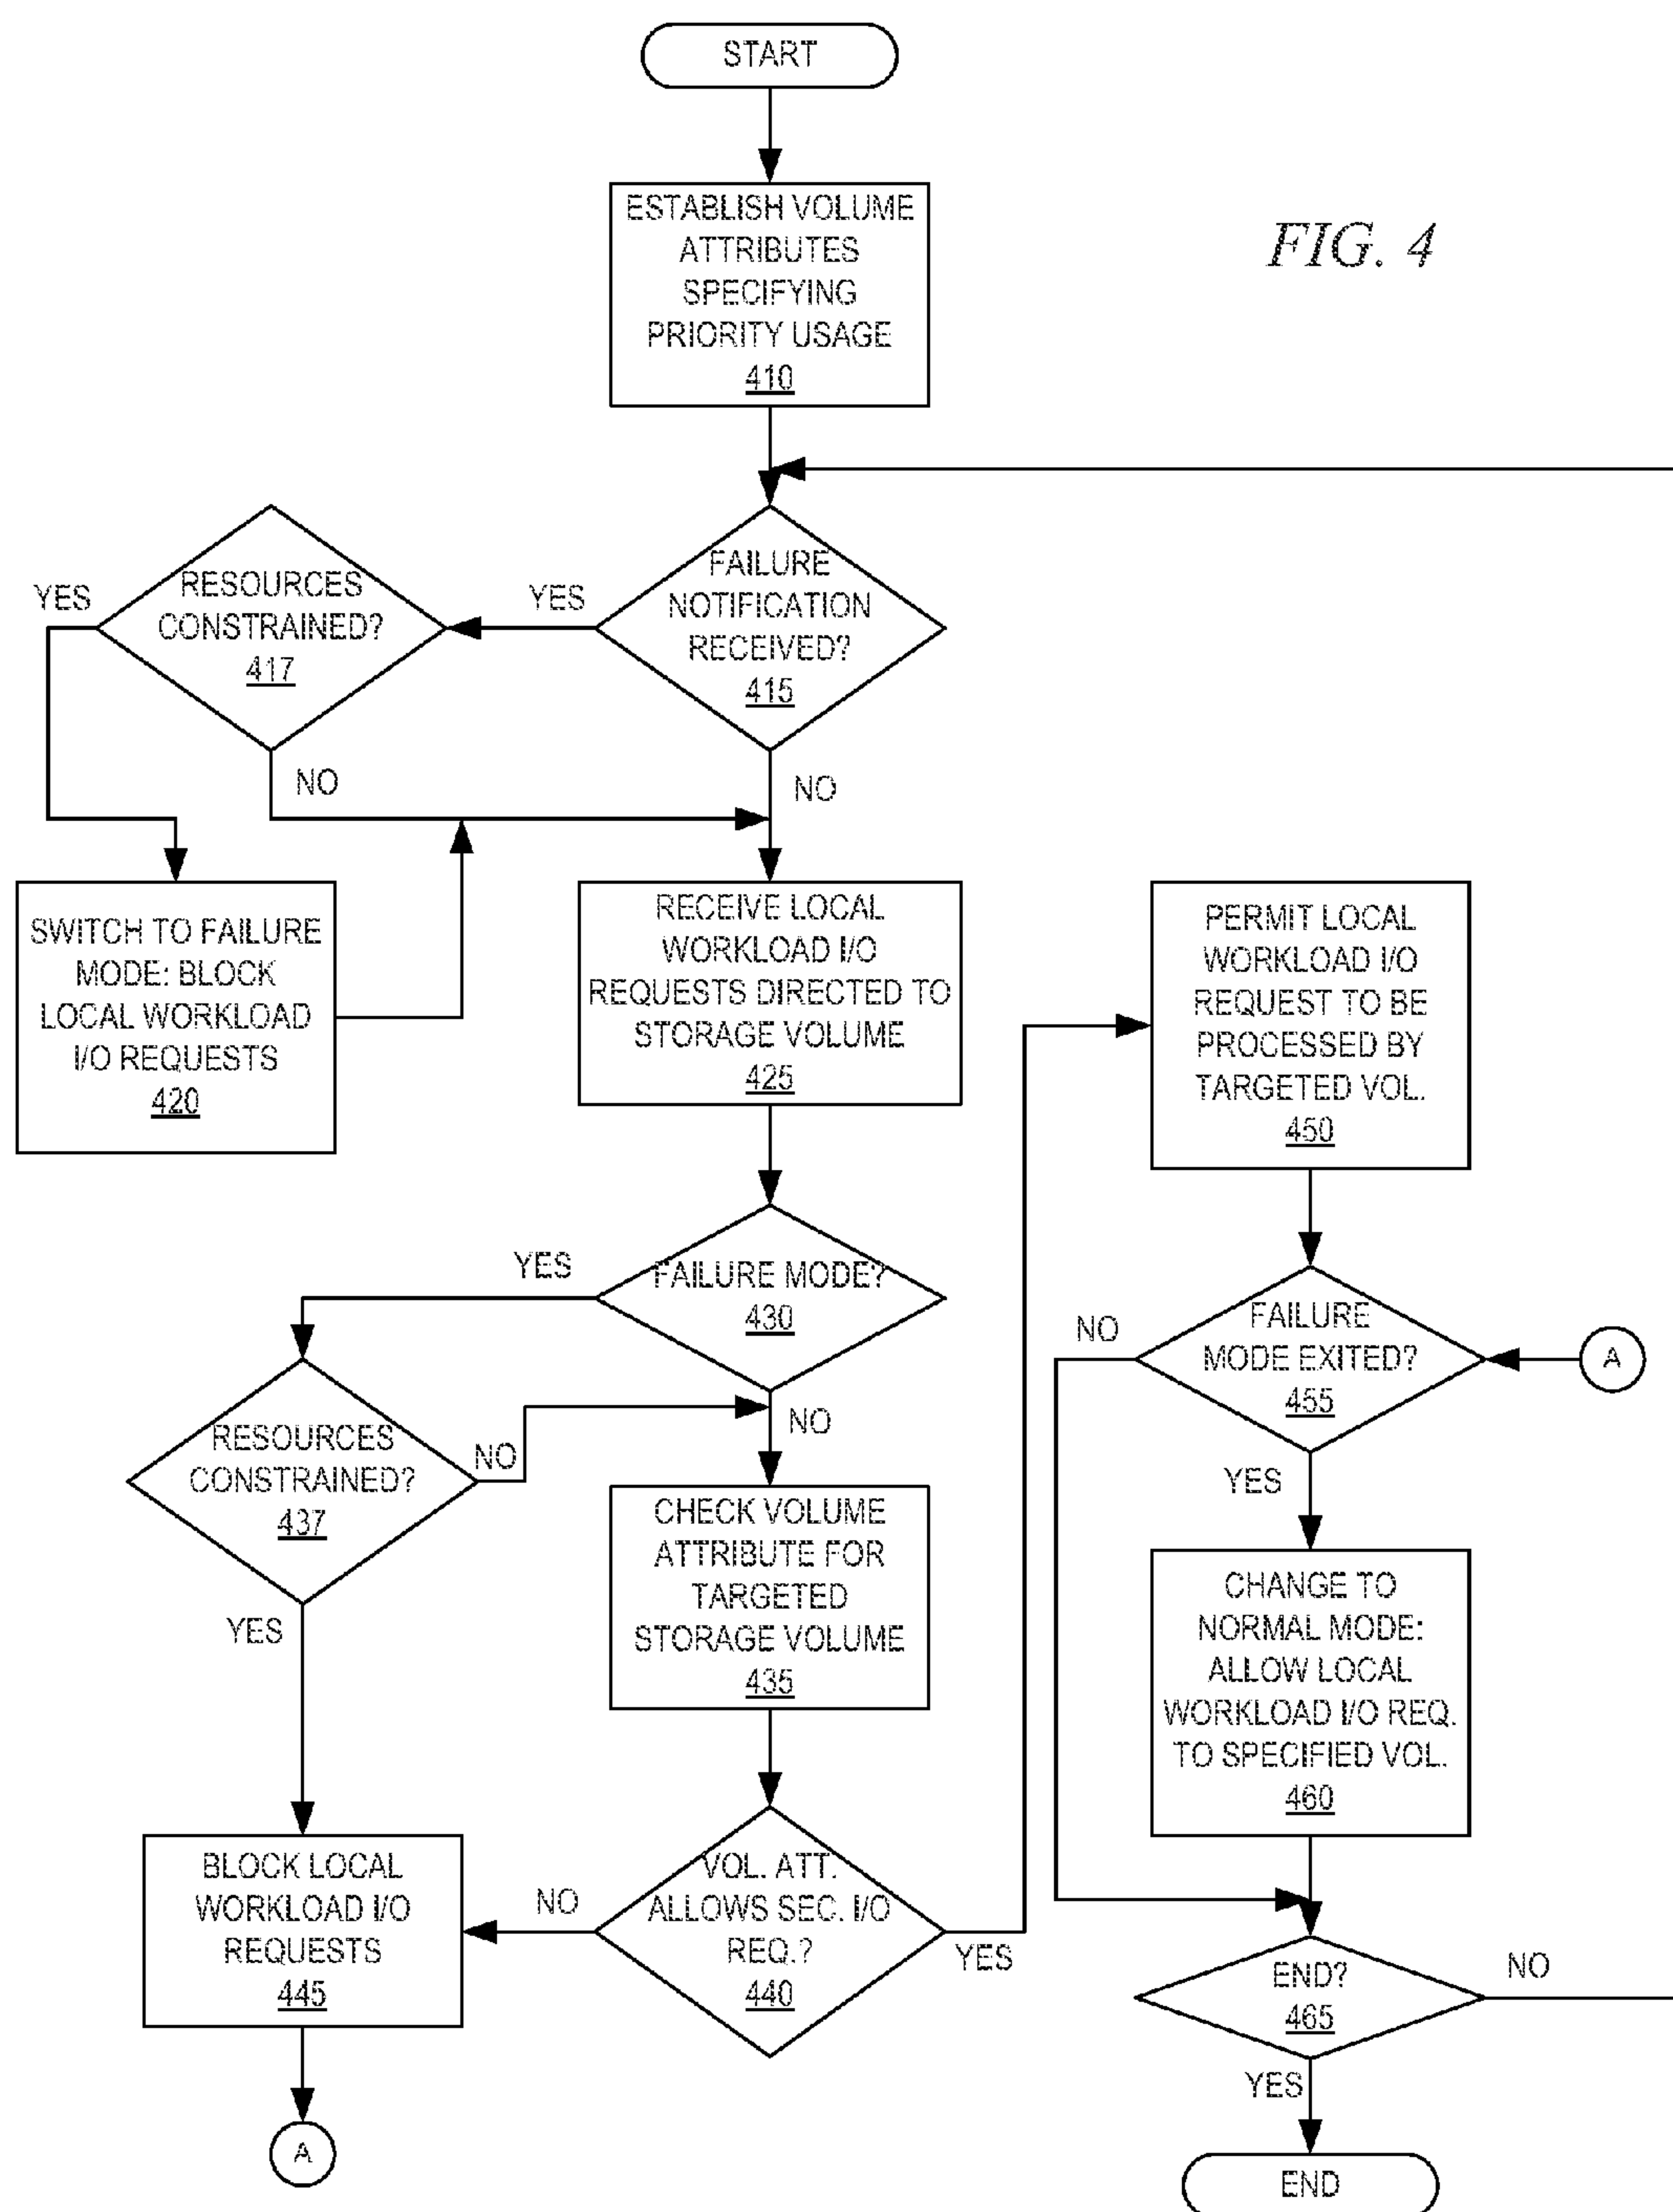 START
ESTABLISH VOLUME
ATTRIBUTES
SPECIFYING
PRIORITY USAGE
410
FIG. 4
FAILURE
NOTIFICATION
RECEIVED?
415
YES
NO
RESOURCES
CONSTRAINED?
417
YES
NO
SWITCH TO FAILURE
MODE: BLOCK
LOCAL WORKLOAD
I/O REQUESTS
420
RECEIVE LOCAL
WORKLOAD I/O
REQUESTS DIRECTED TO
STORAGE VOLUME
425
FAILURE MODE?
430
YES
NO
RESOURCES
CONSTRAINED?
437
NO
YES
CHECK VOLUME
ATTRIBUTE FOR
TARGETED
STORAGE VOLUME
435
VOL. ATT.
ALLOWS SEC. I/O
REQ.?
440
NO
YES
BLOCK LOCAL
WORKLOAD I/O
REQUESTS
445
A
PERMIT LOCAL
WORKLOAD I/O
REQUEST TO BE
PROCESSED BY
TARGETED VOL.
450
FAILURE
MODE EXITED?
455
NO
A
YES
CHANGE TO
NORMAL MODE:
ALLOW LOCAL
WORKLOAD I/O REQ.
TO SPECIFIED VOL.
460
END?
465
NO
YES
END